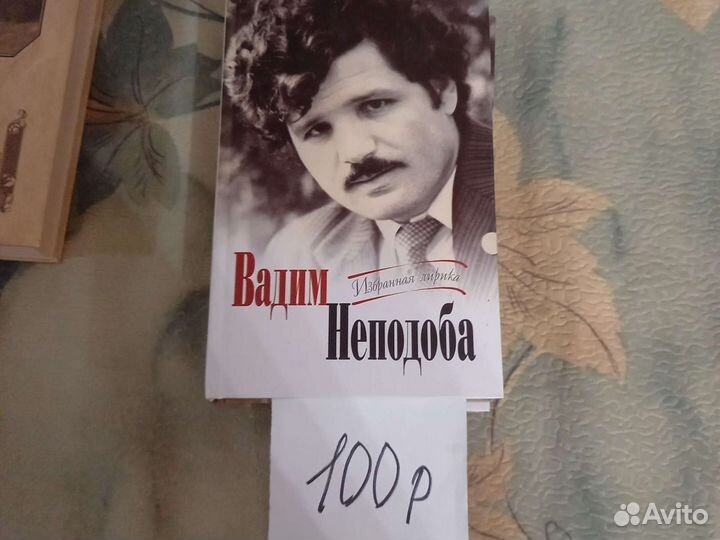 Вадим
Избранная лирика
Неподоба
100р
Avito